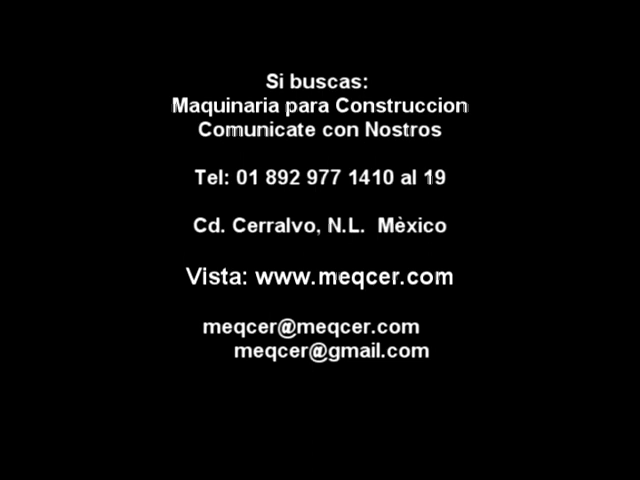 Si buscas:
Maquinaria para Construccion
Comunicate con Nostros
Tel: 01 892 977 1410 al 19
Cd. Cerralvo, N.L. Mèxico
Vista: www.meqcer.com
meqcer@meqcer.com
meqcer@gmail.com